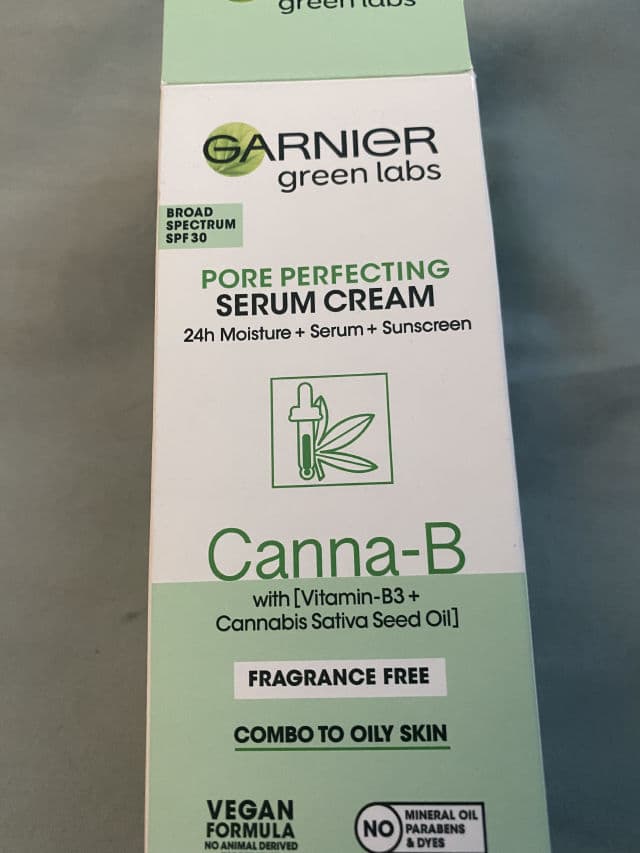 green labs
GARNIER
green labs
BROAD
SPECTRUM
SPF 30
PORE PERFECTING
SERUM CREAM
24h Moisture + Serum + Sunscreen
Canna-B
with [Vitamin-B3 +
Cannabis Sativa Seed Oil]
FRAGRANCE FREE
COMBO TO OILY SKIN
VEGAN
FORMULA
NO ANIMAL DERIVED
NO
MINERAL OIL
PARABENS
& DYES